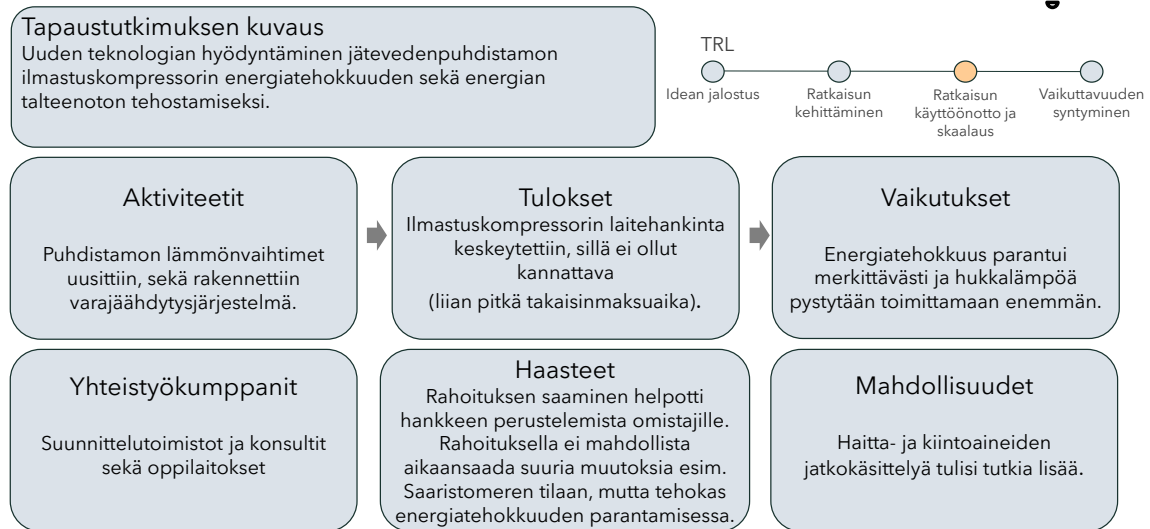 Tapaustutkimuksen kuvaus
Uuden teknologian hyödyntäminen jätevedenpuhdistamon
ilmastuskompressorin energiatehokkuuden sekä energian
talteenoton tehostamiseksi.
TRL
Idean jalostus
Ratkaisun
kehittäminen
Ratkaisun
käyttöönotto ja
skaalaus
Vaikuttavuuden
syntyminen
Aktiviteetit
Puhdistamon lämmönvaihtimet
uusittiin, sekä rakennettiin
varajäähdytysjärjestelmä.
Tulokset
Ilmastuskompressorin laitehankinta
keskeytettiin, sillä ei ollut
kannattava
(liian pitkä takaisinmaksuaika).
Vaikutukset
Energiatehokkuus parantui
merkittävästi ja hukkalämpöä
pystytään toimittamaan enemmän.
Yhteistyökumppanit
Suunnittelutoimistot ja konsultit
sekä oppilaitokset
Haasteet
Rahoituksen saaminen helpotti
hankkeen perustelemista omistajille.
Rahoituksella ei mahdollista
aikaansaada suuria muutoksia esim.
Saaristomeren tilaan, mutta tehokas
energiatehokkuuden parantamisessa.
Mahdollisuudet
Haitta- ja kiintoaineiden
jatkokäsittelyä tulisi tutkia lisää.